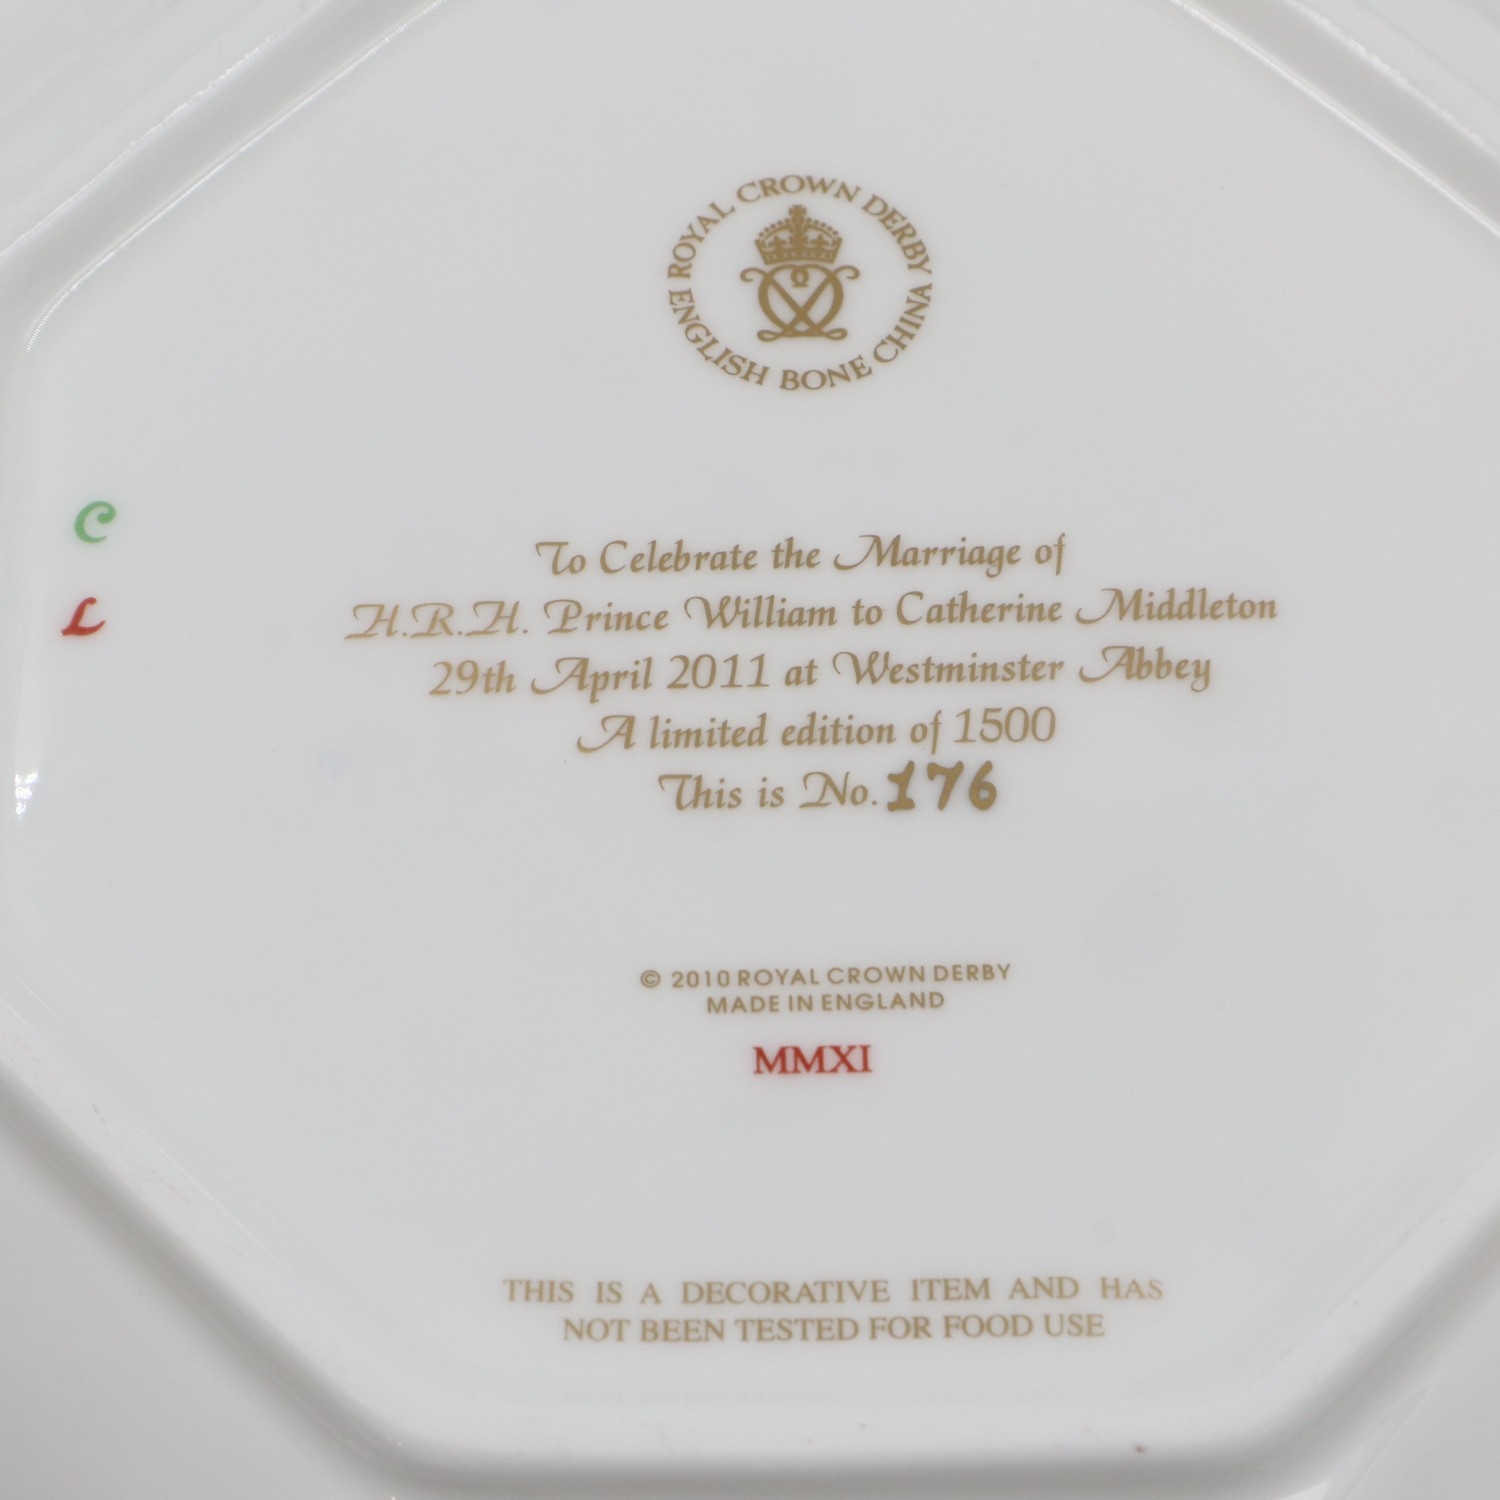 ROYAL CROWN DERBY
ENGLISH BONE CHINA
C
L
To Celebrate the Marriage of
H.R.H. Prince William to Catherine Middleton
29th April 2011 at Westminster Abbey
A limited edition of 1500
This is No. 176
© 2010 ROYAL CROWN DERBY
MADE IN ENGLAND
MMXI
THIS IS A DECORATIVE ITEM AND HAS
NOT BEEN TESTED FOR FOOD USE